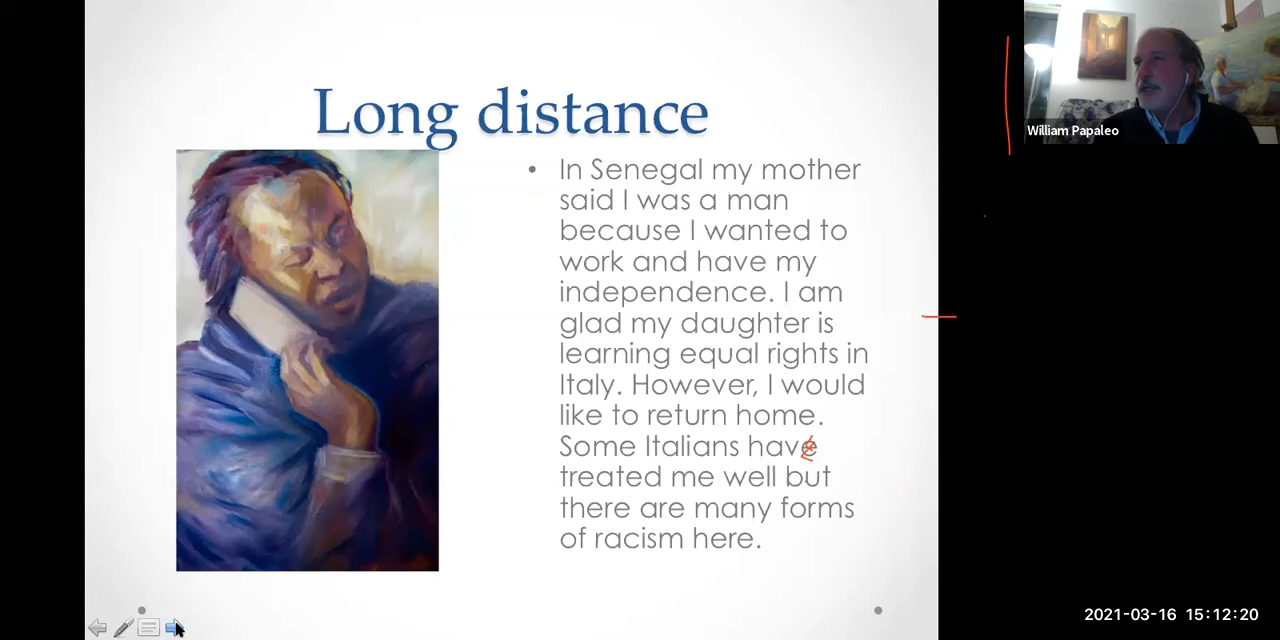 Long distance
• In Senegal my mother
said I was a man
because I wanted to
work and have my
independence. I am
glad my daughter is
learning equal rights in
Italy. However, I would
like to return home.
Some Italians have
treated me well but
there are many forms
of racism here.
William Papaleo
2021-03-16 15:12:20